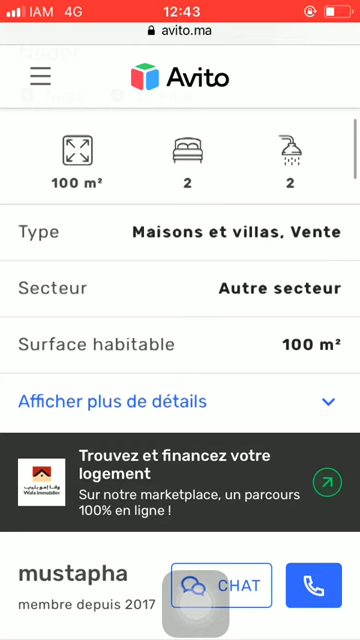 IAM 4G 12:43
avito.ma
Avito
100 m² 2 2
Type Maisons et villas, Vente
Secteur Autre secteur
Surface habitable 100 m²
Afficher plus de détails
Trouvez et financez votre
logement
Sur notre marketplace, un parcours
100% en ligne !
Wafa Immobilier
mustapha
CHAT
membre depuis 2017